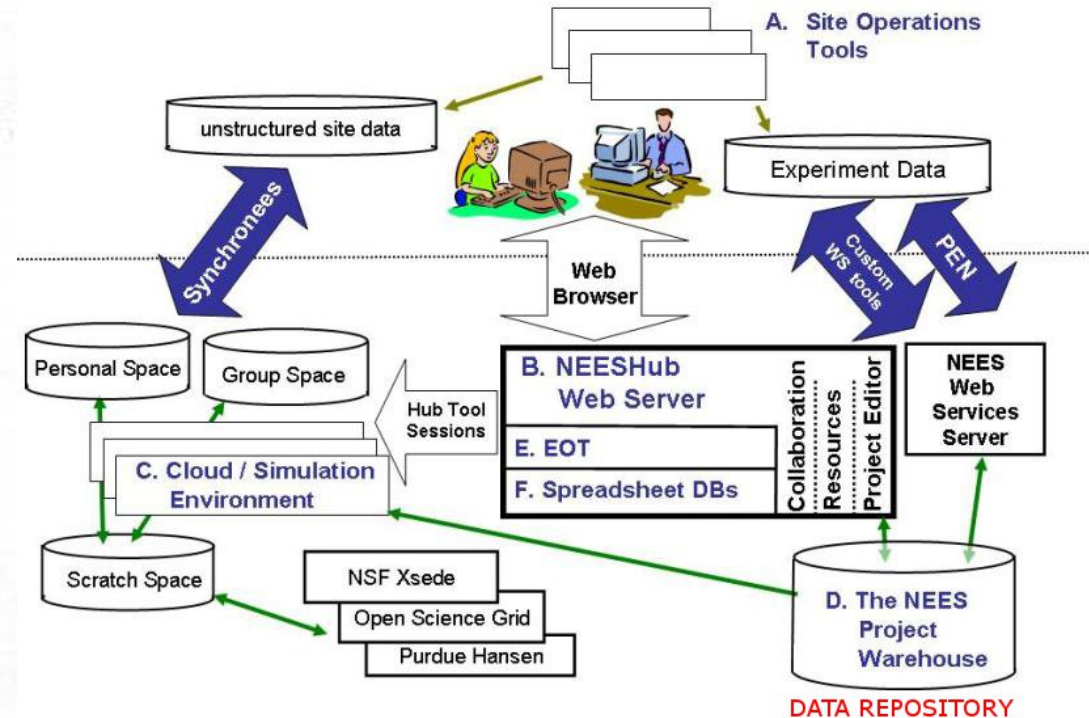 A. Site Operations
Tools
unstructured site data
Experiment Data
Synchronees
Custom
WS tools
PEN
Web
Browser
Personal Space
Group Space
Hub Tool
Sessions
B. NEESHub
Web Server
E. EOT
F. Spreadsheet DBs
Collaboration
Resources
Project Editor
NEES
Web
Services
Server
C. Cloud / Simulation
Environment
Scratch Space
NSF Xsede
Open Science Grid
Purdue Hansen
D. The NEES
Project
Warehouse
DATA REPOSITORY